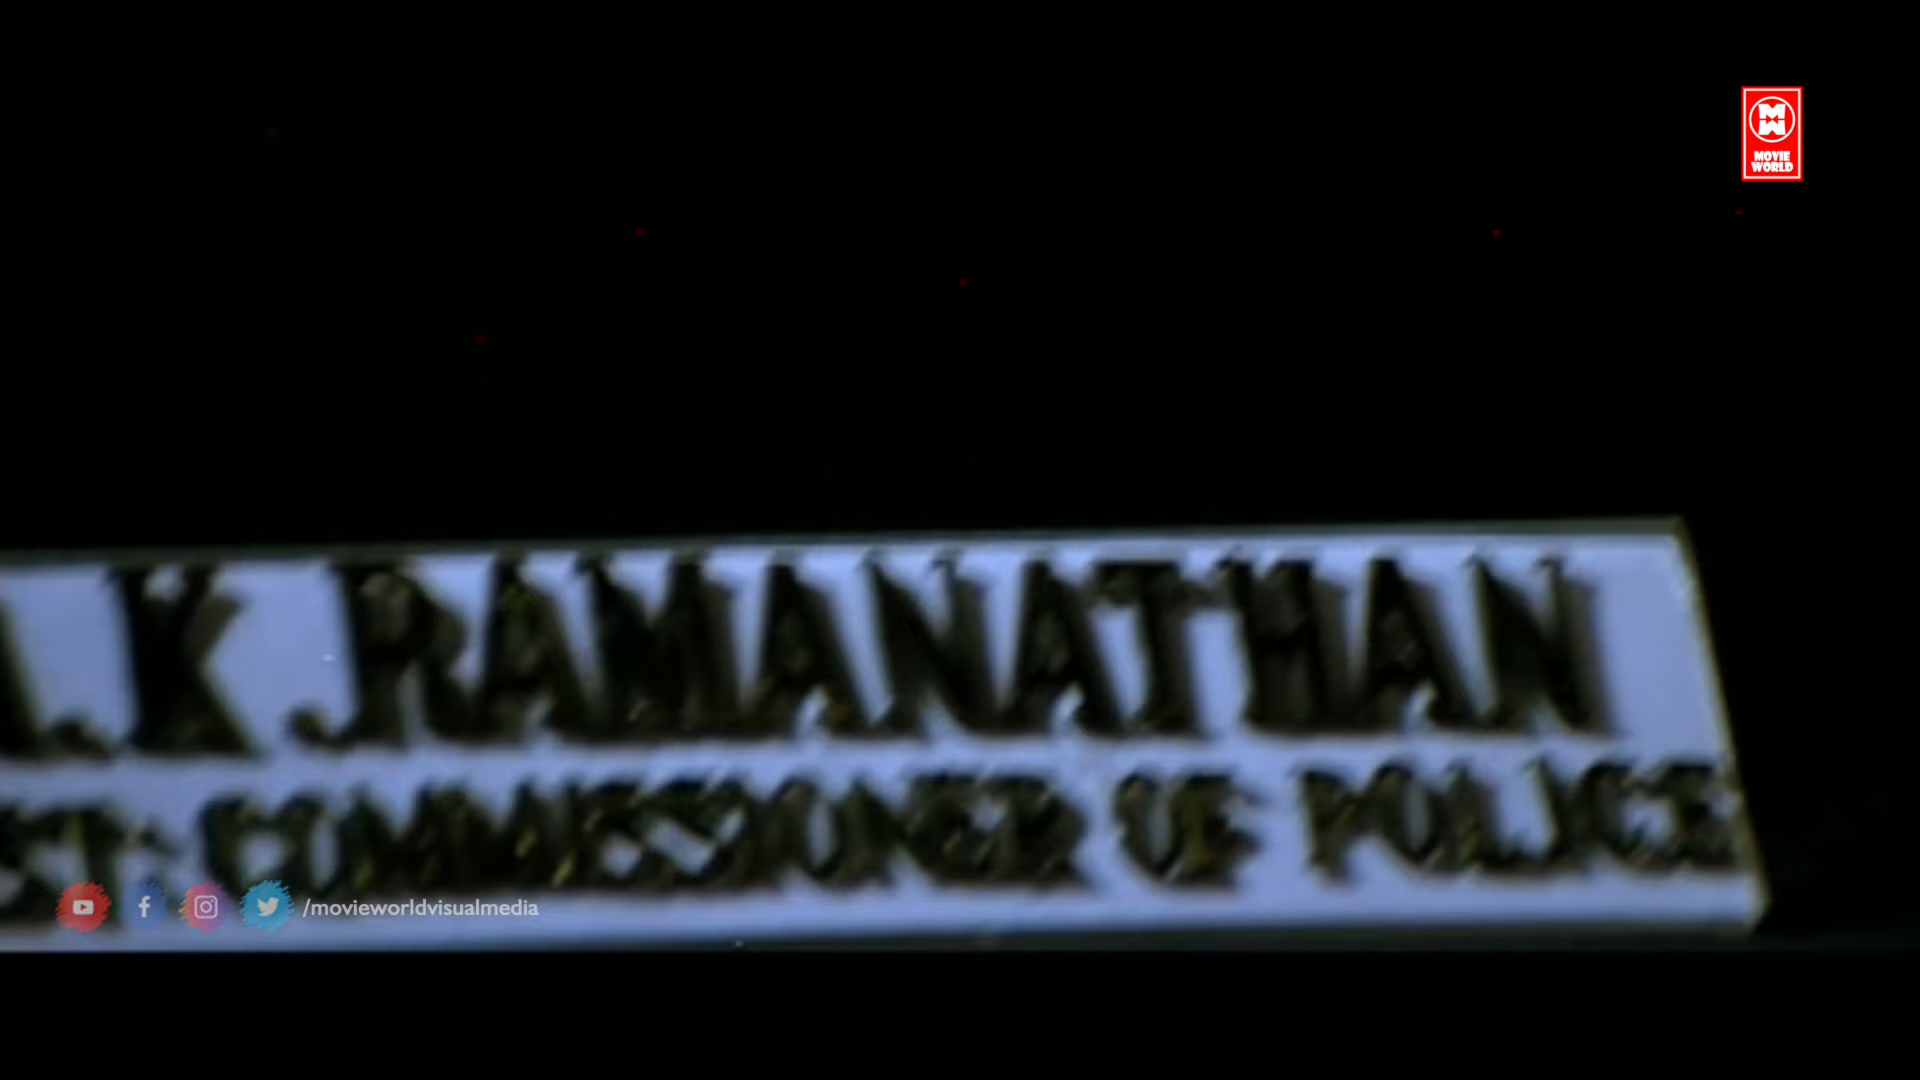 MOVIE
WORLD
.K.RAMANATHAN
COMMISSIONER OF POLICE
/movieworldvisualmedia